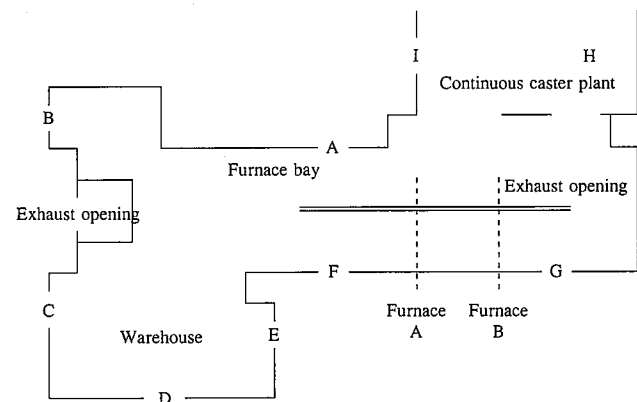 I
H
Continuous caster plant
B
A
Furnace bay
Exhaust opening
Exhaust opening
F
G
C
Furnace
A
Furnace
B
Warehouse
E
D